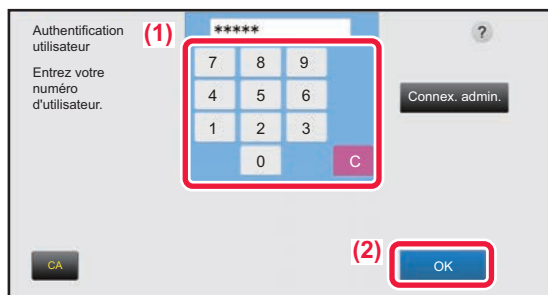 Authentification
utilisateur
Entrez votre
numéro
d'utilisateur.
(1)
*****
7 8 9
4 5 6
1 2 3
0 C
?
Connex. admin.
CA
(2)
OK